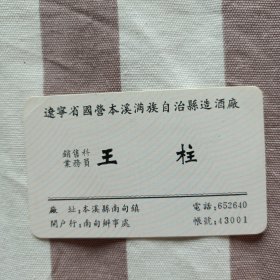 遼寧省國營本溪满族自治縣造酒廠
銷售科
業務員 王 柱
廠 址:本溪縣南甸镇 電話:652640
開户行:南甸辦事處 帳號:43001